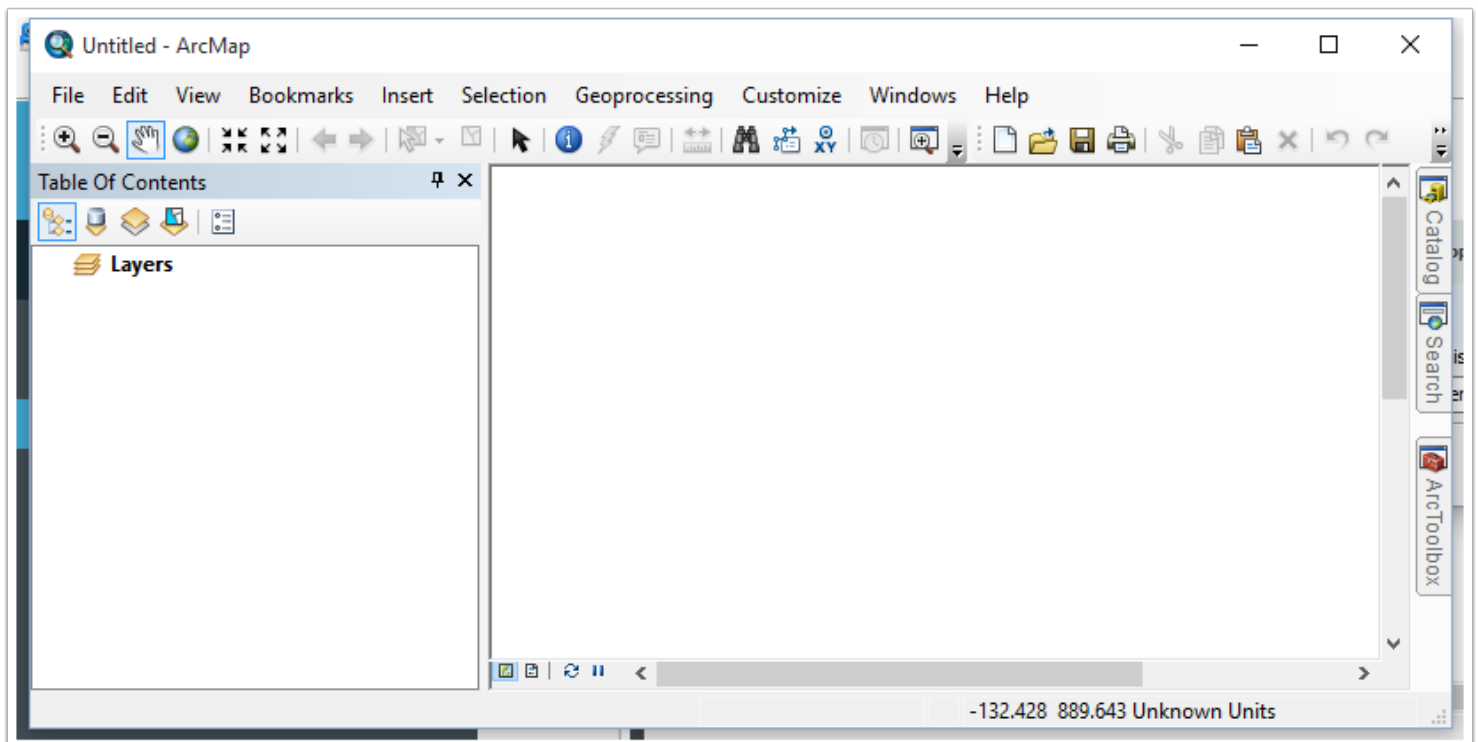 Untitled - ArcMap
File Edit View Bookmarks Insert Selection Geoprocessing Customize Windows Help
XY
Table Of Contents
Layers
Catalog
Search
ArcToolbox
-132.428 889.643 Unknown Units